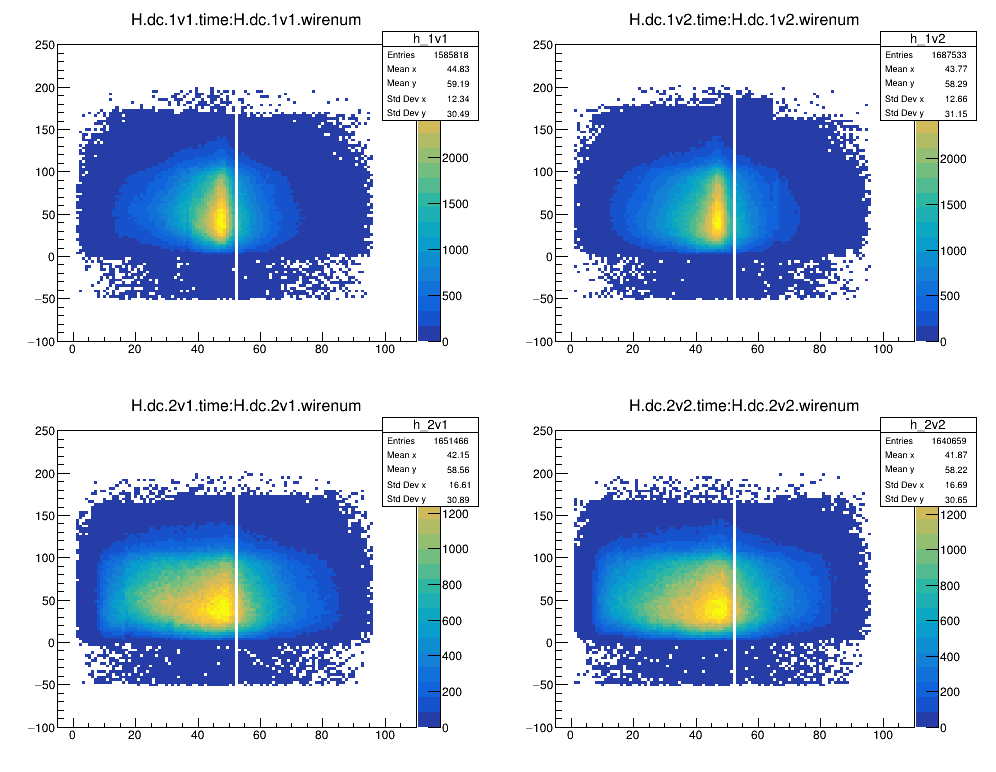 H.dc.1v1.time:H.dc.1v1.wirenum
h_1v1
Entries 1585818
Mean x 44.83
Mean y 59.19
Std Dev x 12.34
Std Dev y 30.49
250
200
150
100
50
0
−50
−100
0 20 40 60 80 100
2000
1500
1000
500
0
H.dc.1v2.time:H.dc.1v2.wirenum
h_1v2
Entries 1687533
Mean x 43.77
Mean y 58.29
Std Dev x 12.66
Std Dev y 31.15
250
200
150
100
50
0
−50
−100
0 20 40 60 80 100
2000
1500
1000
500
0
H.dc.2v1.time:H.dc.2v1.wirenum
h_2v1
Entries 1651466
Mean x 42.15
Mean y 58.56
Std Dev x 16.61
Std Dev y 30.89
250
200
150
100
50
0
−50
−100
0 20 40 60 80 100
1200
1000
800
600
400
200
0
H.dc.2v2.time:H.dc.2v2.wirenum
h_2v2
Entries 1640659
Mean x 41.87
Mean y 58.22
Std Dev x 16.69
Std Dev y 30.65
250
200
150
100
50
0
−50
−100
0 20 40 60 80 100
1200
1000
800
600
400
200
0